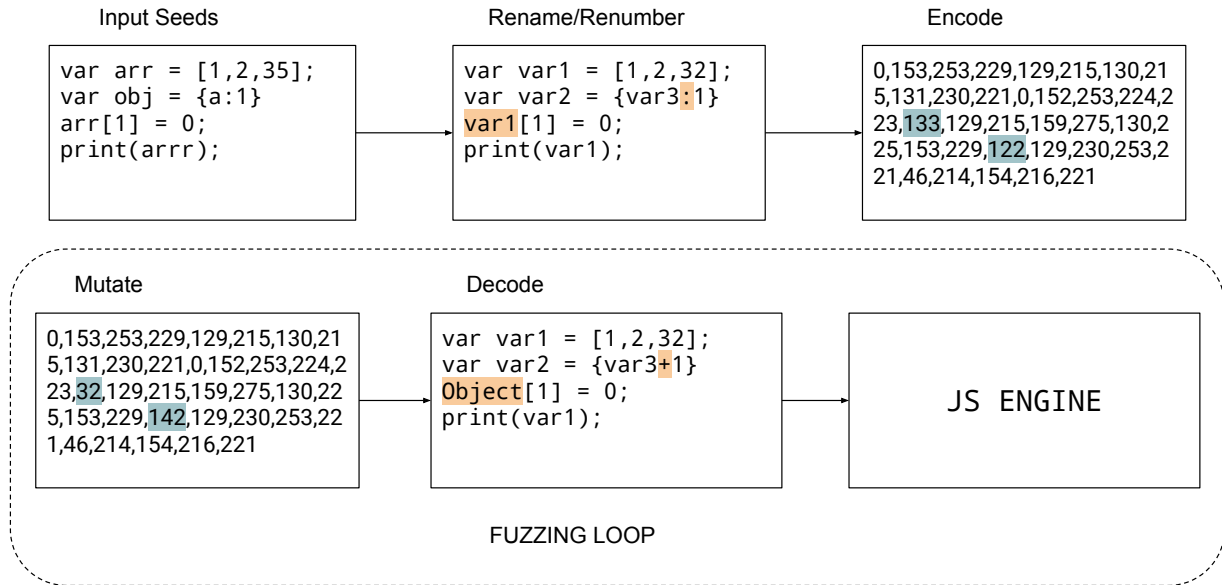 Input Seeds
var arr = [1,2,35];
var obj = {a:1}
arr[1] = 0;
print(arrr);
Rename/Renumber
var var1 = [1,2,32];
var var2 = {var3:1}
var1[1] = 0;
print(var1);
Encode
0,153,253,229,129,215,130,21
5,131,230,221,0,152,253,224,2
23,133,129,215,159,275,130,2
25,153,229,122,129,230,253,2
21,46,214,154,216,221
Mutate
0,153,253,229,129,215,130,21
5,131,230,221,0,152,253,224,2
23,32,129,215,159,275,130,22
5,153,229,142,129,230,253,22
1,46,214,154,216,221
Decode
var var1 = [1,2,32];
var var2 = {var3+1}
Object[1] = 0;
print(var1);
JS ENGINE
FUZZING LOOP